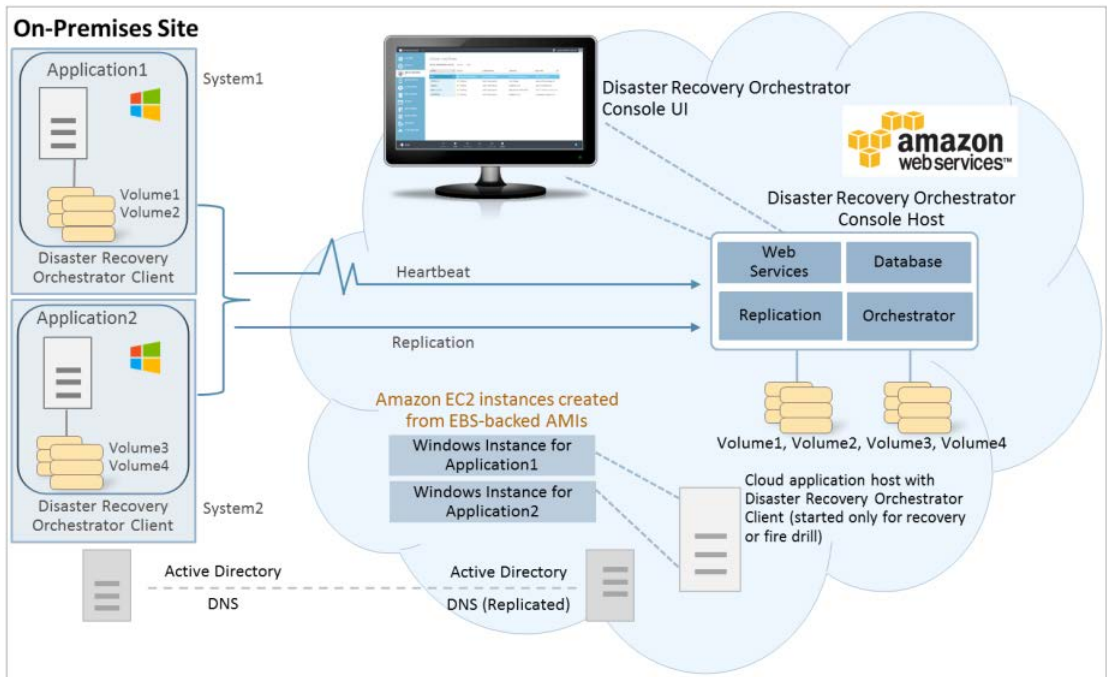 On-Premises Site
Application1
System1
Volume1
Volume2
Disaster Recovery
Orchestrator Client
Application2
Volume3
Volume4
Disaster Recovery
Orchestrator Client
System2
Disaster Recovery Orchestrator
Console UI
amazon
web services™
Disaster Recovery Orchestrator
Console Host
Web
Services
Database
Replication
Orchestrator
Heartbeat
Replication
Volume1, Volume2, Volume3, Volume4
Amazon EC2 instances created
from EBS-backed AMIs
Windows Instance for
Application1
Windows Instance for
Application2
Cloud application host with
Disaster Recovery Orchestrator
Client (started only for recovery
or fire drill)
Active Directory
DNS
Active Directory
DNS (Replicated)